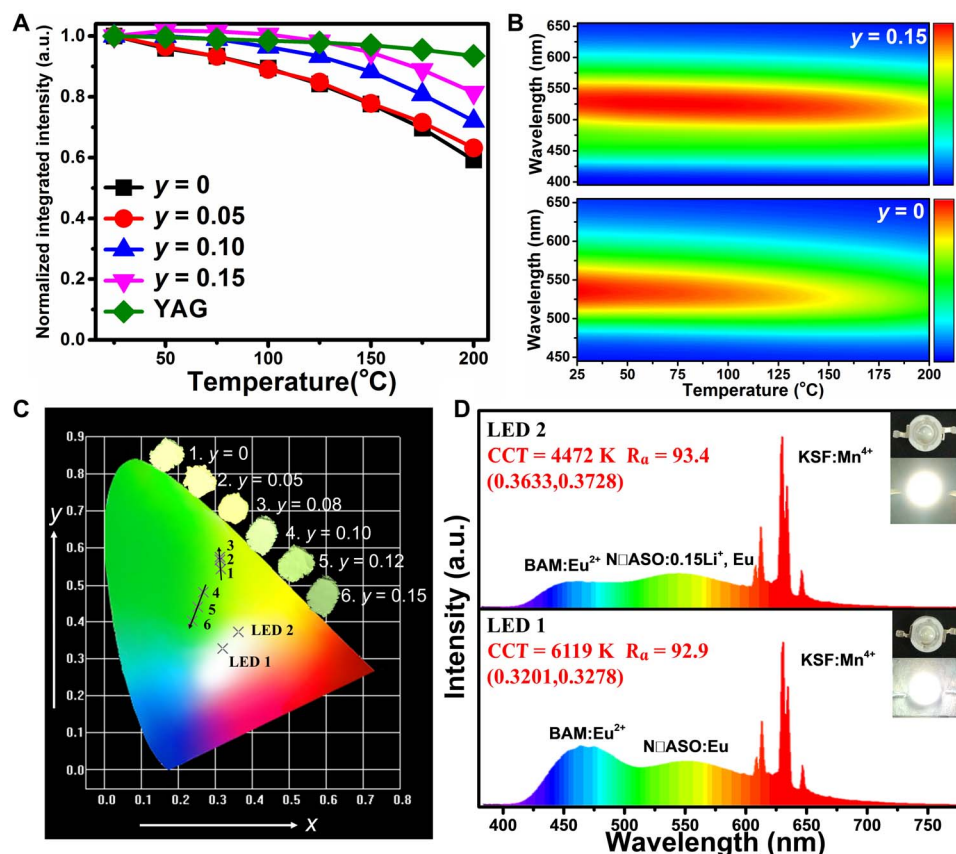 A
Normalized integrated intensity (a.u.)
1.0
0.8
0.6
0.4
0.2
0.0
y = 0
y = 0.05
y = 0.10
y = 0.15
YAG
50
100
150
200
Temperature(°C)
B
Wavelength (nm)
650
600
550
500
450
400
y = 0.15
Wavelength (nm)
650
600
550
500
450
y = 0
25
50
75
100
125
150
175
200
Temperature (°C)
C
0.9
0.8
0.7
0.6
0.5
0.4
0.3
0.2
0.1
0.0
y
1. y = 0
2. y = 0.05
3. y = 0.08
4. y = 0.10
5. y = 0.12
6. y = 0.15
3
2
1
4
5
6
LED 2
LED 1
0.0 0.1 0.2 0.3 0.4 0.5 0.6 0.7 0.8
x
D
Intensity (a.u.)
LED 2
CCT = 4472 K Ra = 93.4
(0.3633,0.3728)
KSF:Mn4+
BAM:Eu2+
N□ASO:0.15Li+, Eu
LED 1
CCT = 6119 K Ra = 92.9
(0.3201,0.3278)
KSF:Mn4+
BAM:Eu2+
N□ASO:Eu
400 450 500 550 600 650 700 750
Wavelength (nm)